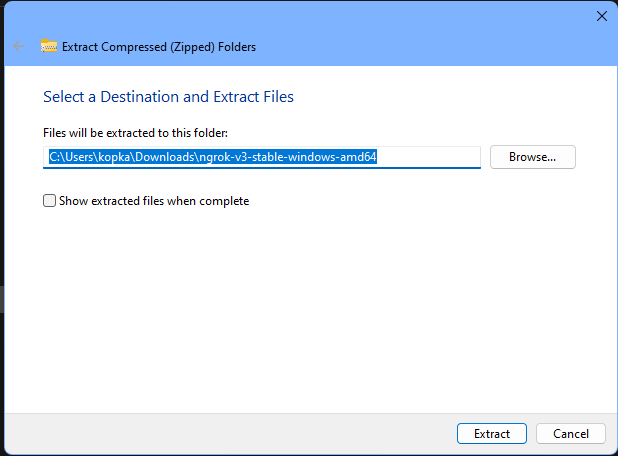 Extract Compressed (Zipped) Folders
Select a Destination and Extract Files
Files will be extracted to this folder:
C:\Users\kopka\Downloads\ngrok-v3-stable-windows-amd64
Browse...
Show extracted files when complete
Extract
Cancel